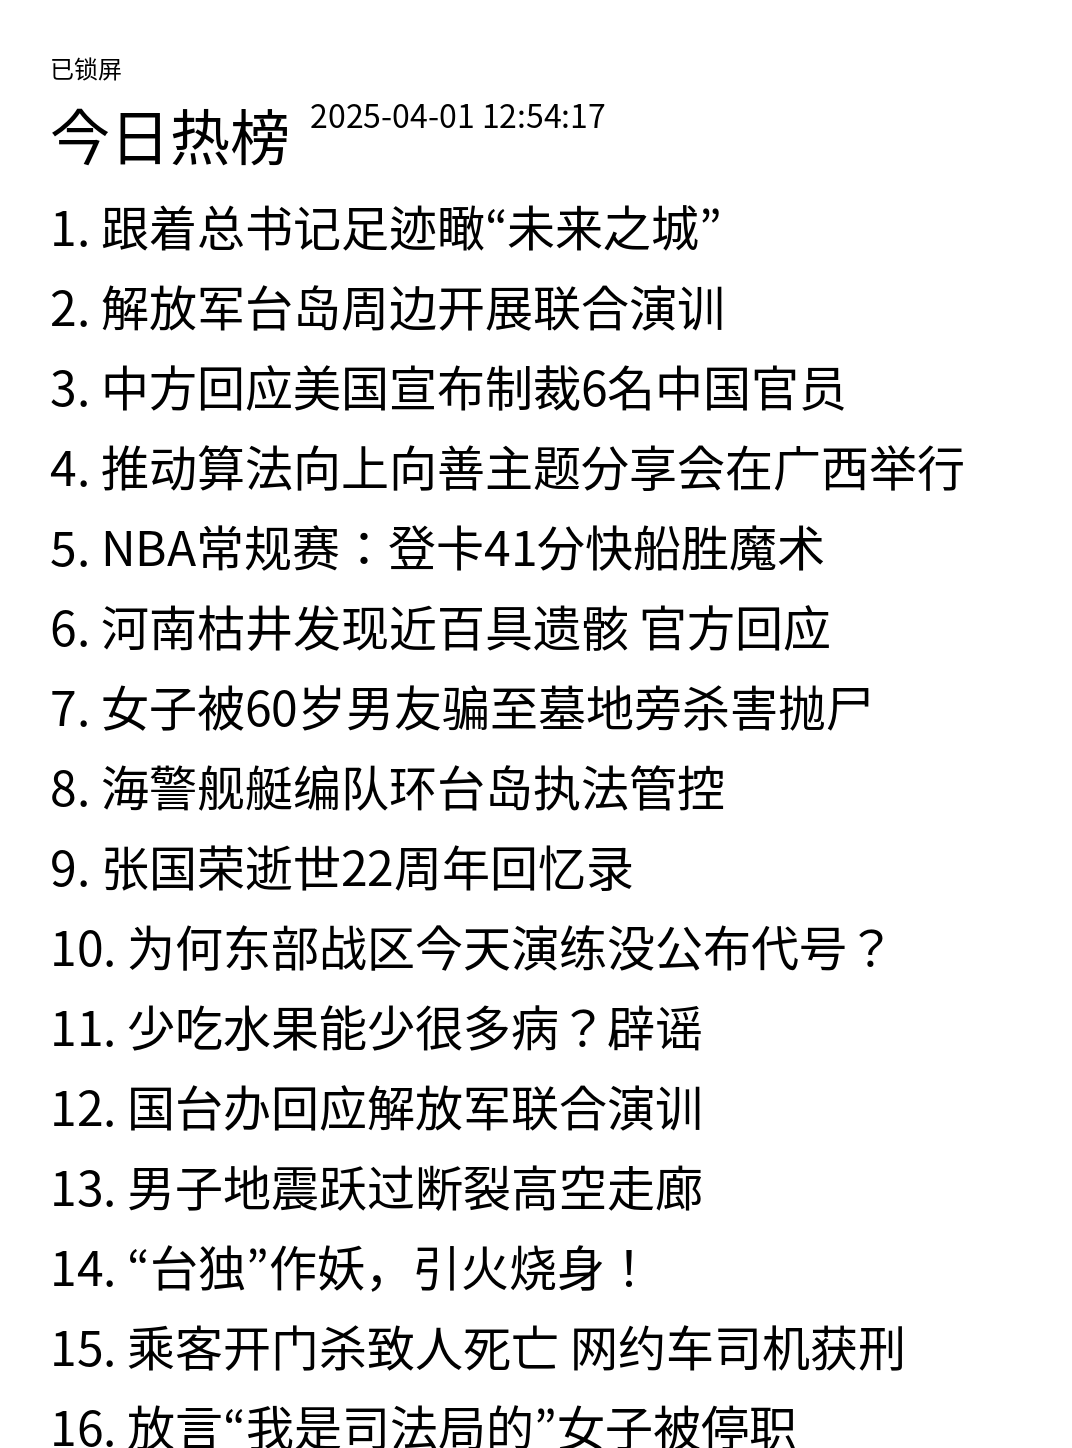 已锁屏
今日热榜 2025-04-01 12:54:17
1. 跟着总书记足迹瞰“未来之城”
2. 解放军台岛周边开展联合演训
3. 中方回应美国宣布制裁6名中国官员
4. 推动算法向上向善主题分享会在广西举行
5. NBA常规赛：登卡41分快船胜魔术
6. 河南枯井发现近百具遗骸 官方回应
7. 女子被60岁男友骗至墓地旁杀害抛尸
8. 海警舰艇编队环台岛执法管控
9. 张国荣逝世22周年回忆录
10. 为何东部战区今天演练没公布代号？
11. 少吃水果能少很多病？辟谣
12. 国台办回应解放军联合演训
13. 男子地震跃过断裂高空走廊
14. “台独”作妖，引火烧身！
15. 乘客开门杀致人死亡 网约车司机获刑
16. 放言“我是司法局的”女子被停职